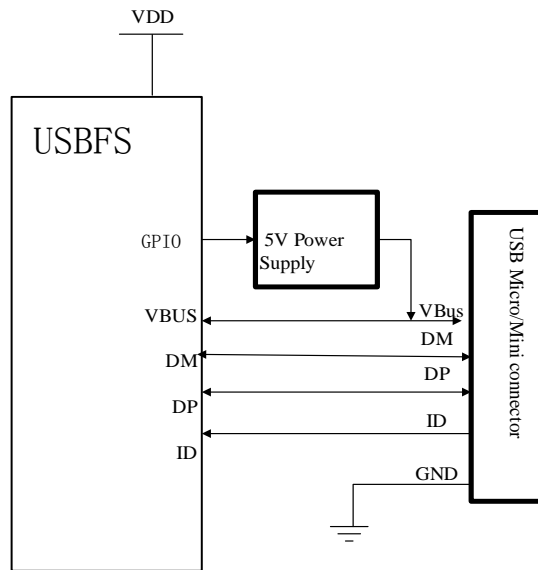 VDD
USBFS
GPIO
5V Power
Supply
VBUS
VBus
DM
DM
DP
DP
ID
ID
GND
USB Micro/Mini connector